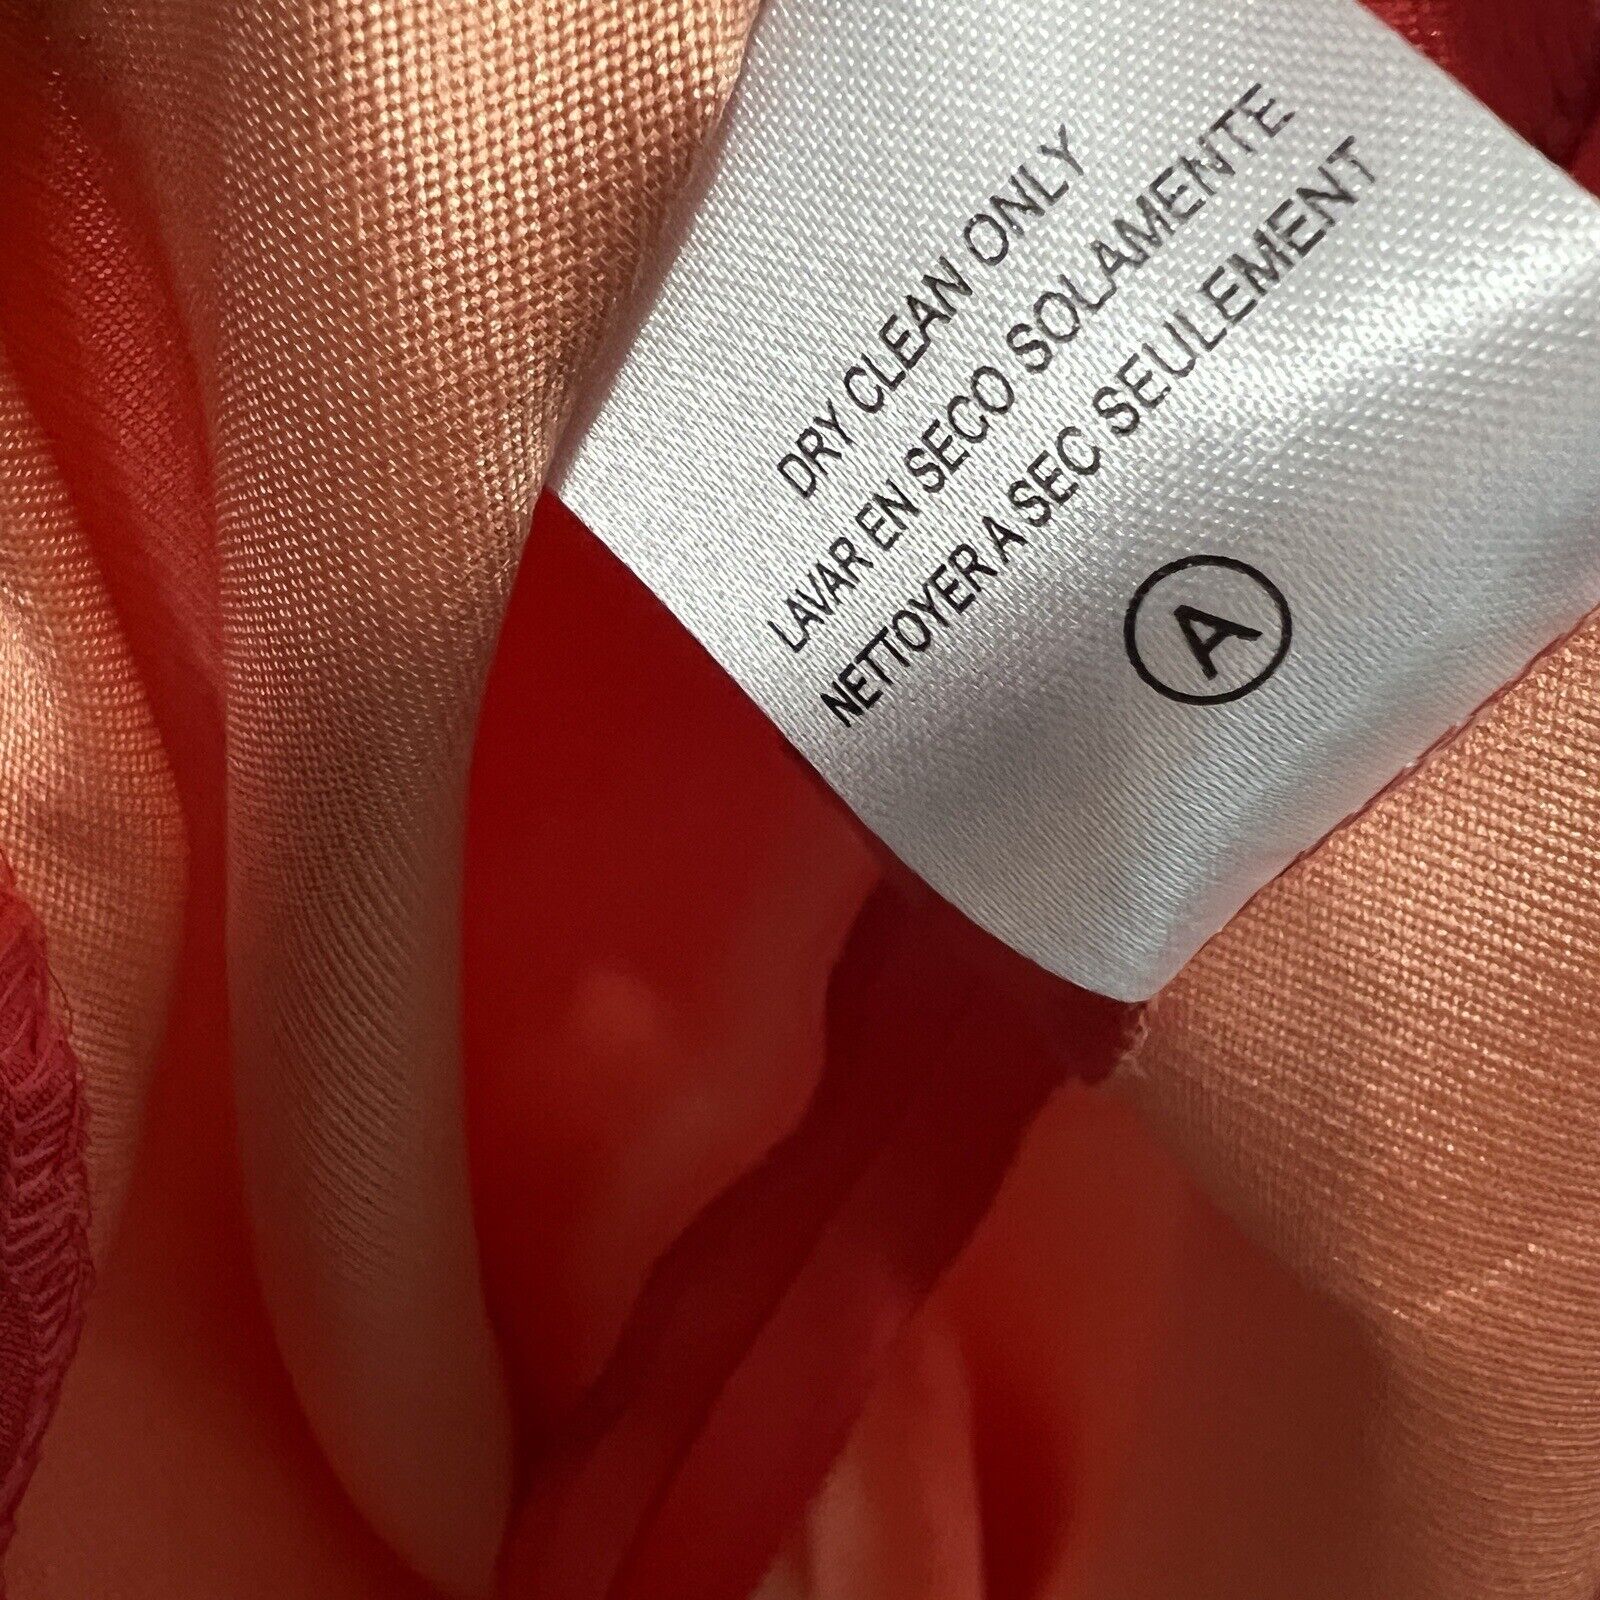 DRY CLEAN ONLY
LAVAR EN SECO SOLAMENTE
NETTOYER A SEC SEULEMENT
A